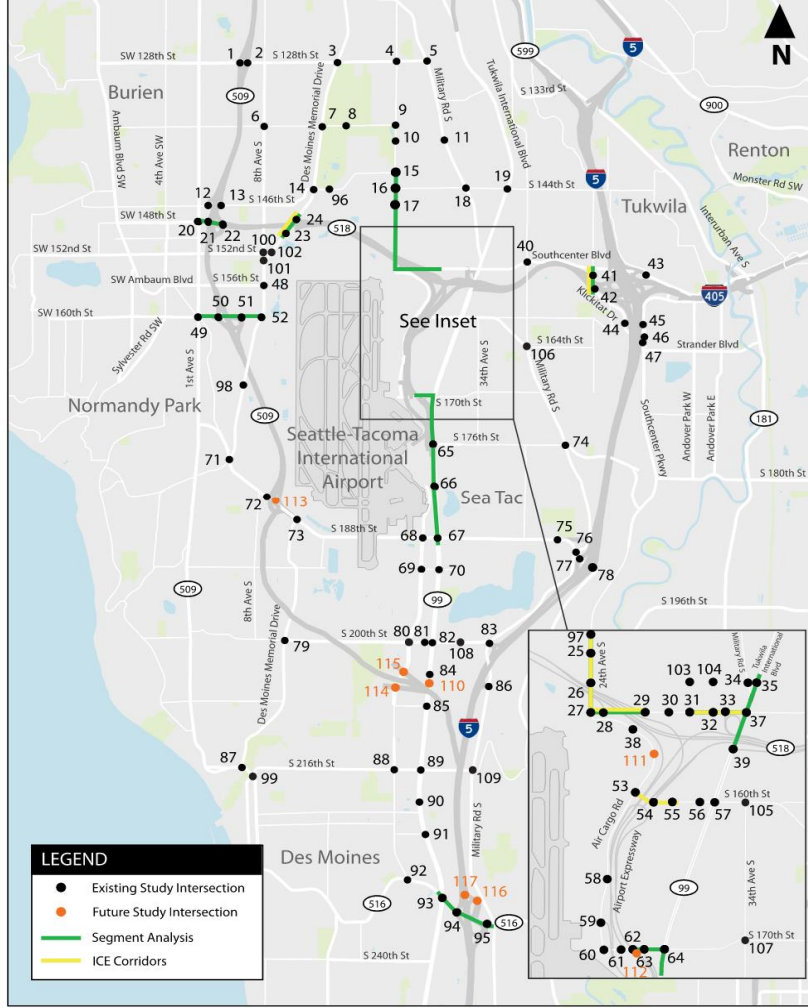 1 2
3
4
5
599
5
N
SW 128th St
S 128th St
Burien
509
6
Des Moines Memorial Drive
7 8
9
10
Military Rd S
11
Tukwila International Blvd
S 133rd St
900
Renton
Monster Rd SW
Ambaum Blvd SW
4th Ave SW
8th Ave S
15
16
17
14
96
18
19
S 144th St
5
Tukwila
Interurban Ave S
12 13
S 146th St
SW 148th St
20
21
22
24
23
518
SW 152nd St
S 152nd St
100
102
101
40
Southcenter Blvd
41
42
43
405
SW Ambaum Blvd
S 156th St
48
Klickitat Dr
SW 160th St
50 51
49
52
See Inset
44
45
46
47
Strander Blvd
Sylvester Rd SW
1st Ave S
34th Ave S
S 164th St
106
Military Rd S
98
Normandy Park
509
S 170th St
Southcenter Pkwy
Andover Park W
Andover Park E
181
Seattle-Tacoma
International
Airport
S 176th St
65
74
71
66
Sea Tac
S 180th St
72
113
73
S 188th St
68
67
75
76
77
78
69
70
99
509
8th Ave S
S 196th St
79
S 200th St
80 81
82
108
83
115
84
114
110
85
86
Des Moines Memorial Drive
5
87
99
S 216th St
88
89
109
90
Military Rd S
91
Des Moines
92
516
93
94
95
117
116
516
S 240th St
LEGEND
Existing Study Intersection
Future Study Intersection
Segment Analysis
ICE Corridors
97
25
24th Ave S
26
27
28
29
30
103 104
31
32
33
34
35
Military Rd S
Tukwila International Blvd
37
38
111
518
39
53
54
55
56 57
S 160th St
105
Air Cargo Rd
Airport Expressway
58
99
34th Ave S
59
60
61
62
63
64
112
S 170th St
107